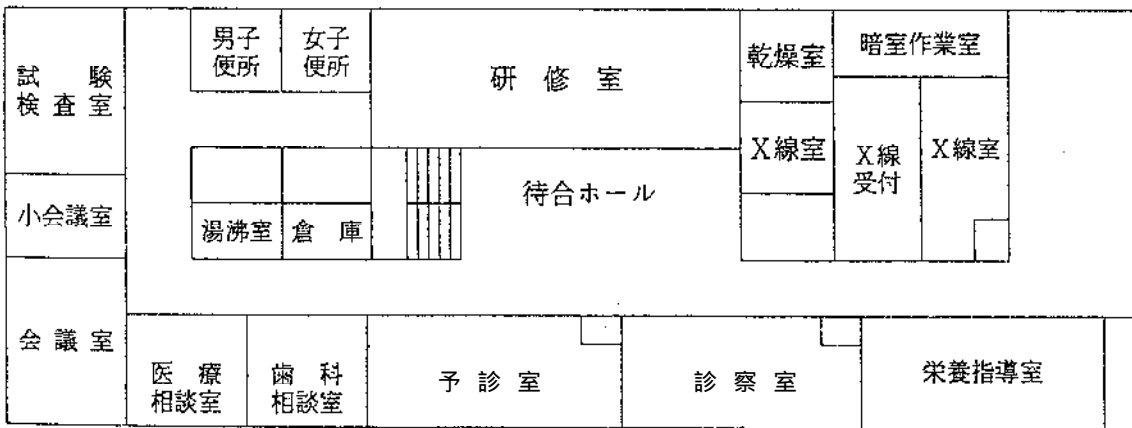 試験
検査室
男子
便所
女子
便所
研修室
乾燥室
暗室作業室
X線室
X線
受付
X線室
小会議室
湯沸室
倉庫
待合ホール
会議室
医療
相談室
歯科
相談室
予診室
診察室
栄養指導室